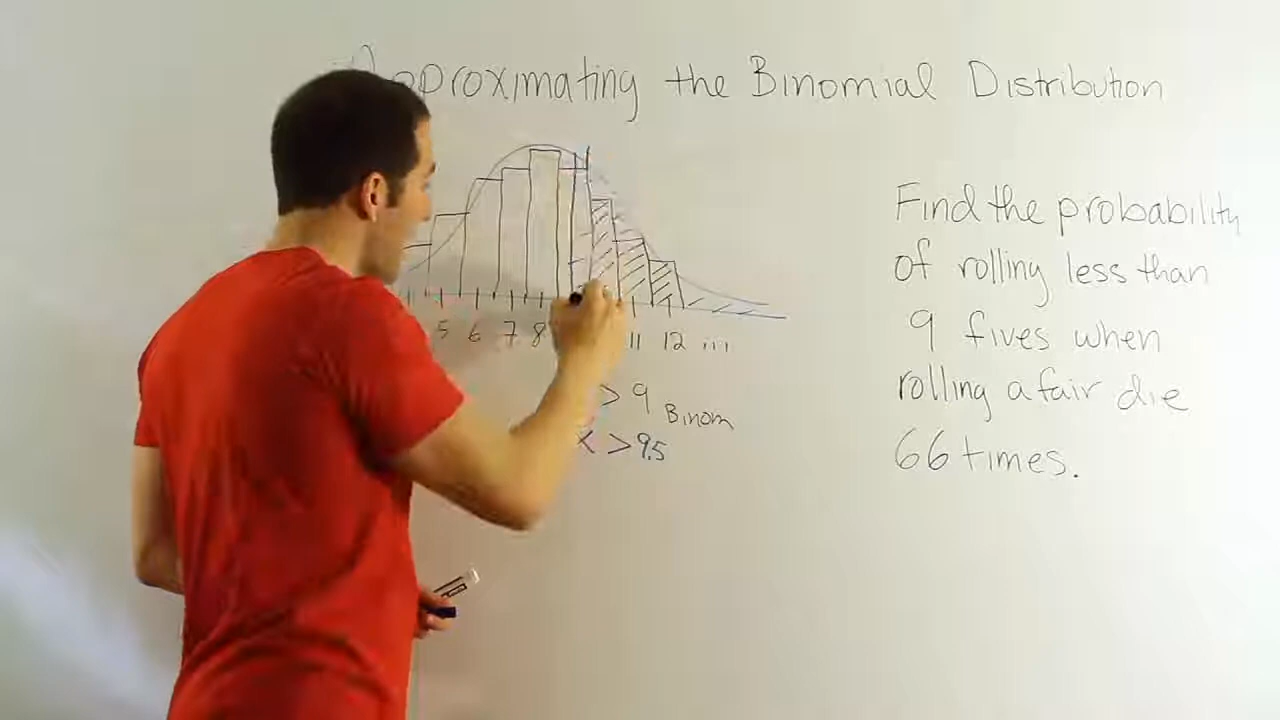 the Binomial Distribution
5 6 7 8 11 12 ...
> 9 Binom
x > 9.5
Find the probability
of rolling less than
9 fives when
rolling a fair die
66 times.